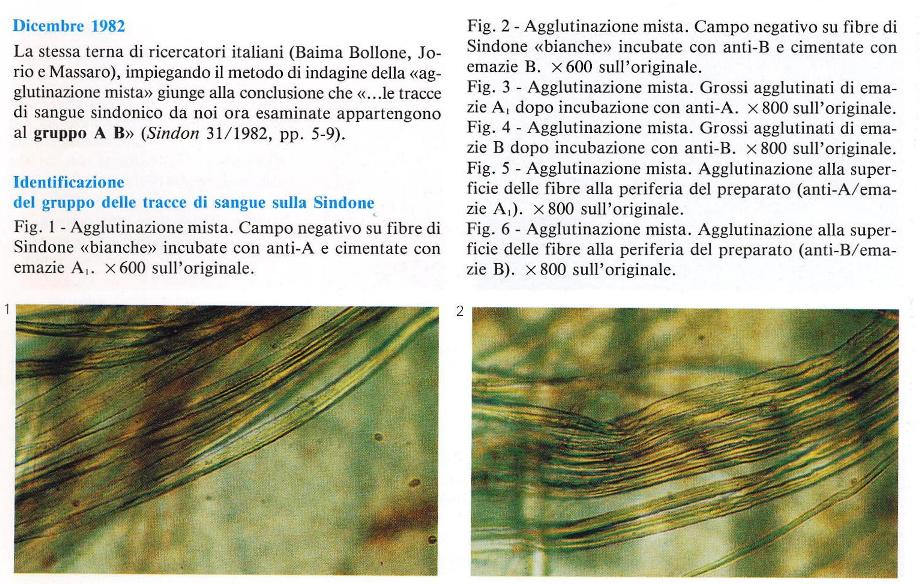 Dicembre 1982
La stessa terna di ricercatori italiani (Baima Bollone, Jo-
rio e Massaro), impiegando il metodo di indagine della «ag-
glutinazione mista» giunge alla conclusione che «...le tracce
di sangue sindonico da noi ora esaminate appartengono
al gruppo A B» (Sindon 31/1982, pp. 5-9).
Identificazione
del gruppo delle tracce di sangue sulla Sindone
Fig. 1 - Agglutinazione mista. Campo negativo su fibre di
Sindone «bianche» incubate con anti-A e cimentate con
emazie A₁. ×600 sull'originale.
Fig. 2 - Agglutinazione mista. Campo negativo su fibre di
Sindone «bianche» incubate con anti-B e cimentate con
emazie B. ×600 sull'originale.
Fig. 3 - Agglutinazione mista. Grossi agglutinati di ema-
zie A₁ dopo incubazione con anti-A. ×800 sull'originale.
Fig. 4 - Agglutinazione mista. Grossi agglutinati di ema-
zie B dopo incubazione con anti-B. ×800 sull'originale.
Fig. 5 - Agglutinazione mista. Agglutinazione alla super-
ficie delle fibre alla periferia del preparato (anti-A/ema-
zie A₁). ×800 sull'originale.
Fig. 6 - Agglutinazione mista. Agglutinazione alla super-
ficie delle fibre alla periferia del preparato (anti-B/ema-
zie B). ×800 sull'originale.
1
2